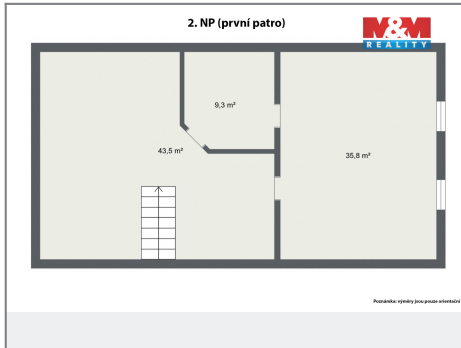 2. NP (první patro)
M&M
REALITY
9,3 m²
43,5 m²
35,8 m²
Poznámka: výměry jsou pouze orientační